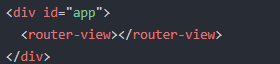 <div id="app">
<router-view></router-view>
</div>